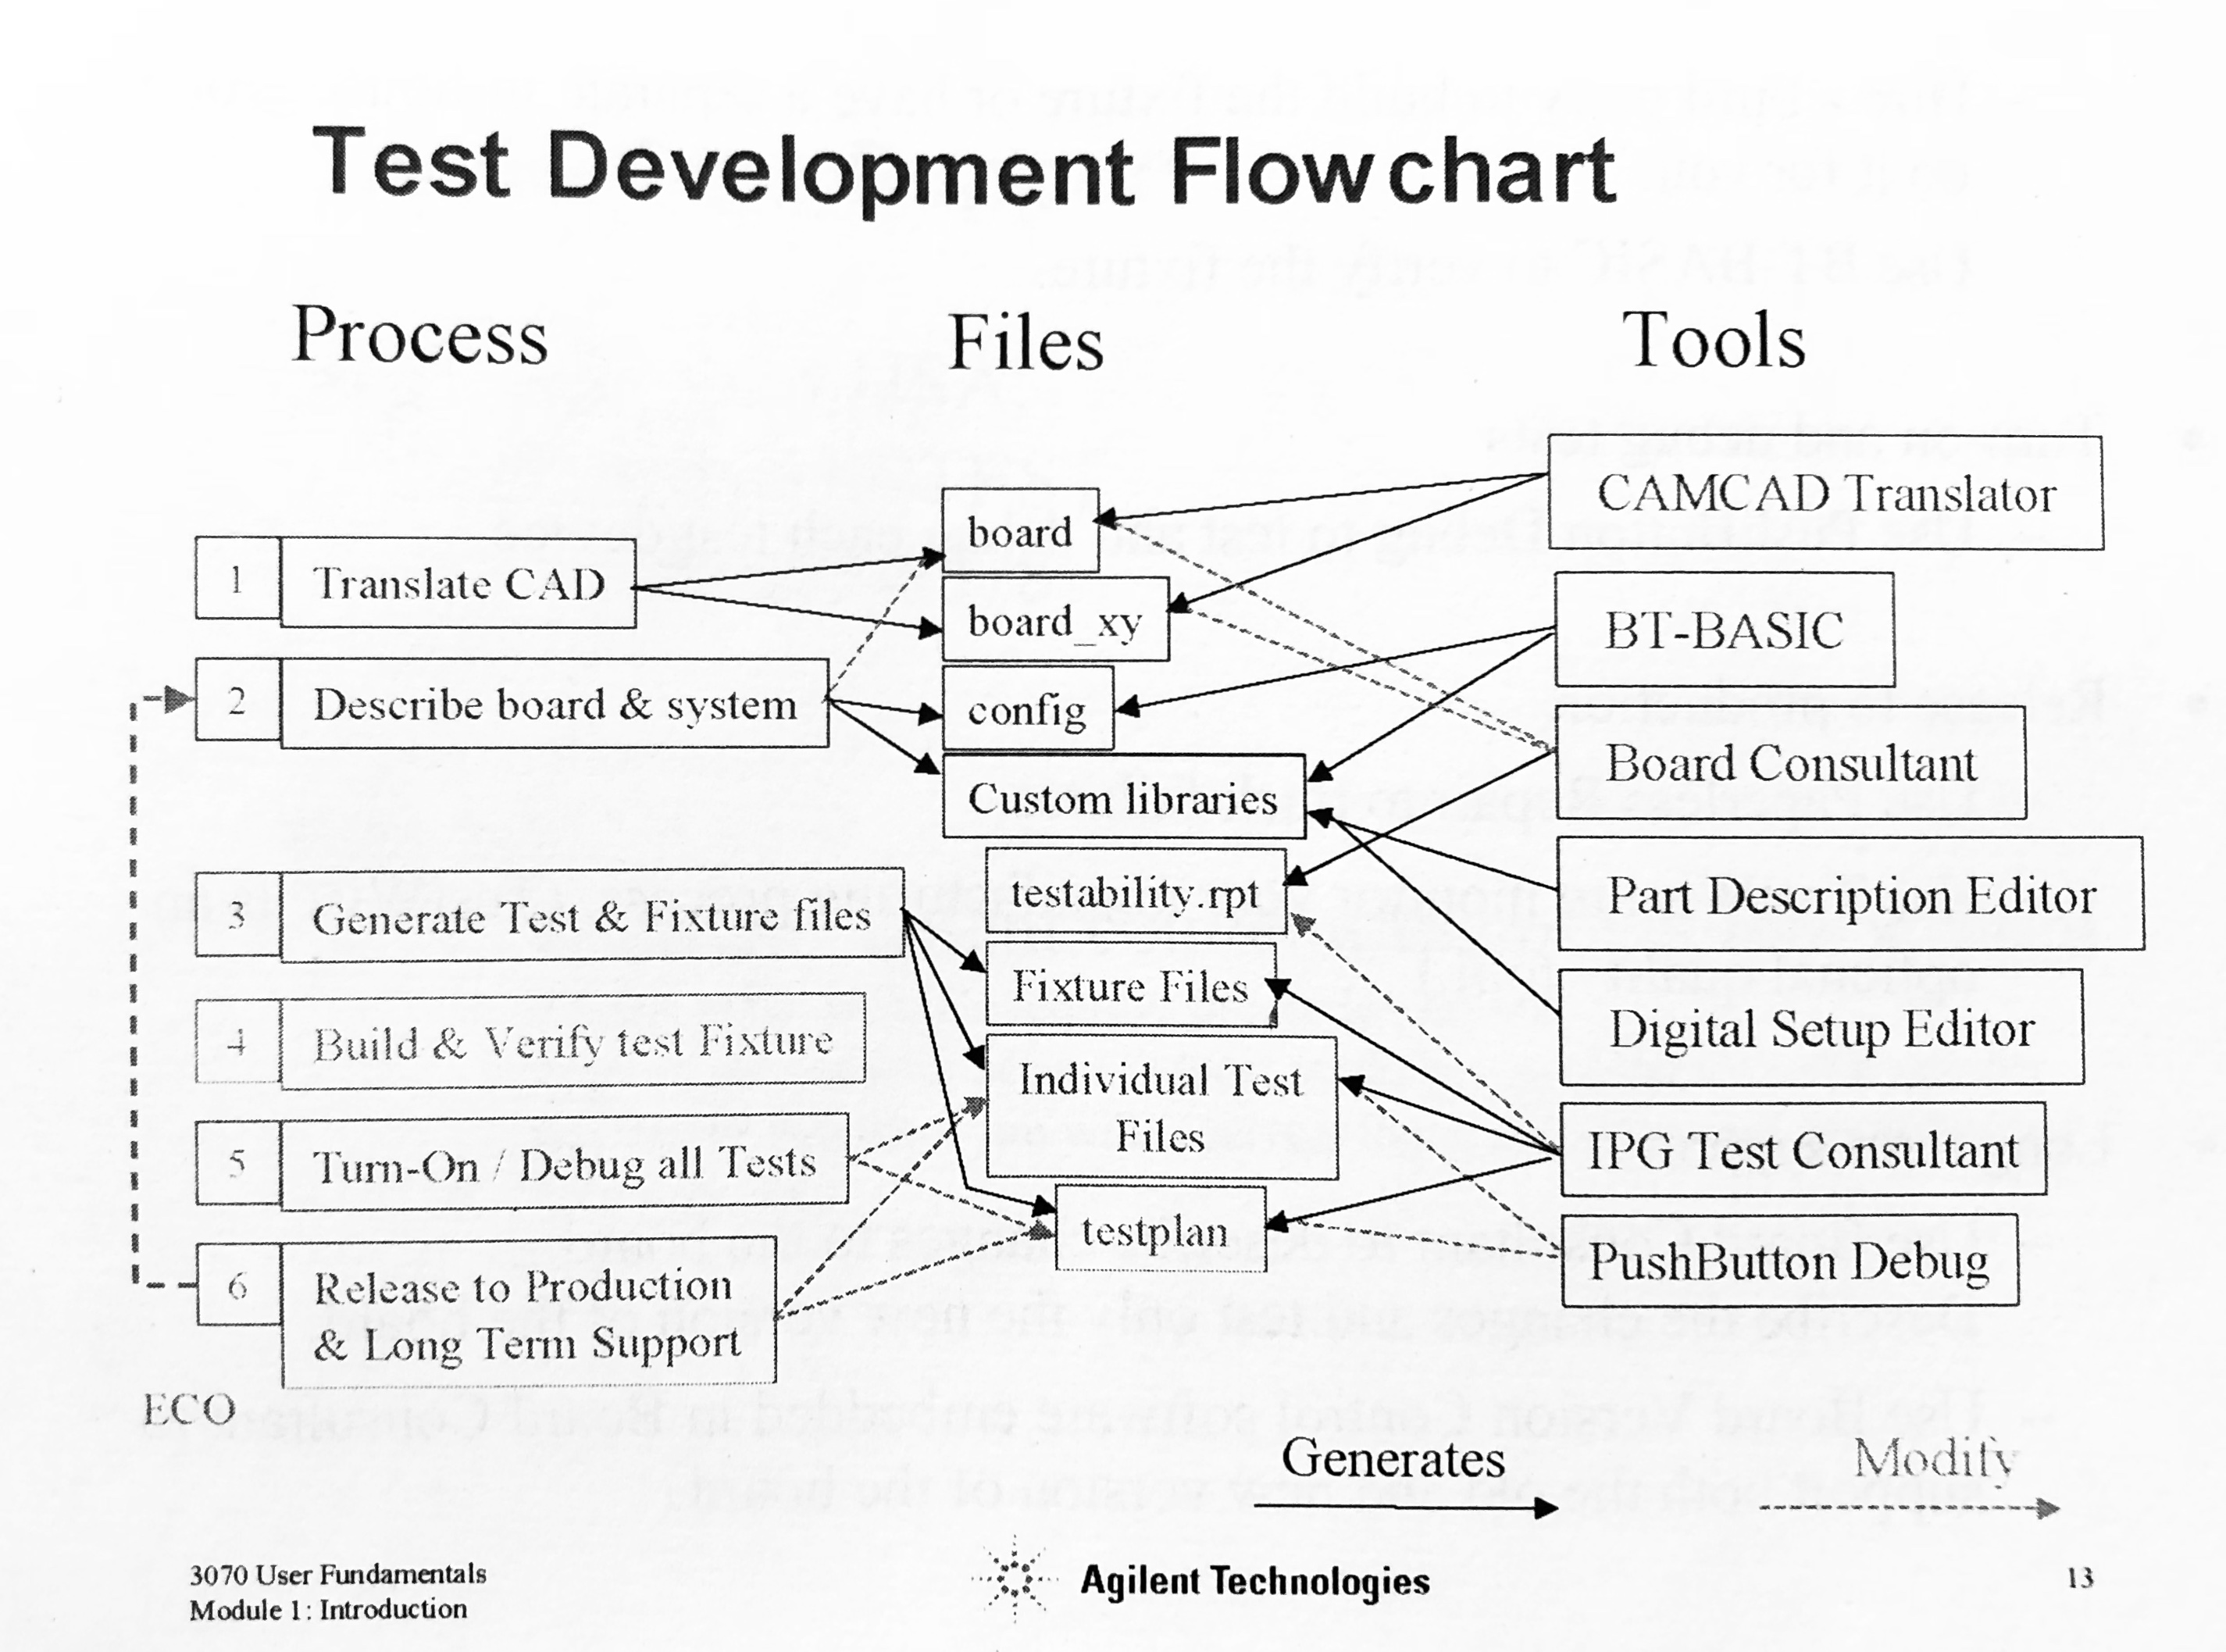 Test Development Flowchart
Process
Files
Tools
1 Translate CAD
2 Describe board & system
3 Generate Test & Fixture files
4 Build & Verify test Fixture
5 Turn-On / Debug all Tests
6 Release to Production
& Long Term Support
ECO
board
board_xy
config
Custom libraries
testability.rpt
Fixture Files
Individual Test
Files
testplan
CAMCAD Translator
BT-BASIC
Board Consultant
Part Description Editor
Digital Setup Editor
IPG Test Consultant
PushButton Debug
Generates
Modify
3070 User Fundamentals
Module 1: Introduction
Agilent Technologies
13